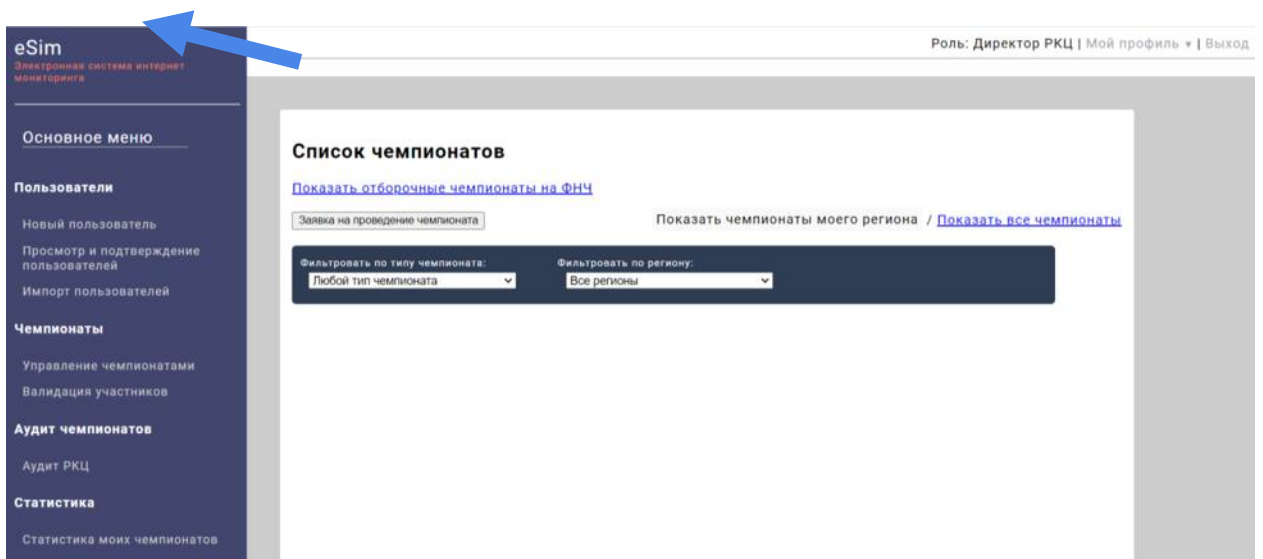 eSim
Электронная система интернет
мониторинга
Роль: Директор РКЦ | Мой профиль ▾ | Выход
Основное меню
Пользователи
Новый пользователь
Просмотр и подтверждение
пользователей
Импорт пользователей
Чемпионаты
Управление чемпионатами
Валидация участников
Аудит чемпионатов
Аудит РКЦ
Статистика
Статистика моих чемпионатов
Список чемпионатов
Показать отборочные чемпионаты на ФНЧ
Заявка на проведение чемпионата
Показать чемпионаты моего региона / Показать все чемпионаты
Фильтровать по типу чемпионата: Фильтровать по региону:
Любой тип чемпионата Все регионы